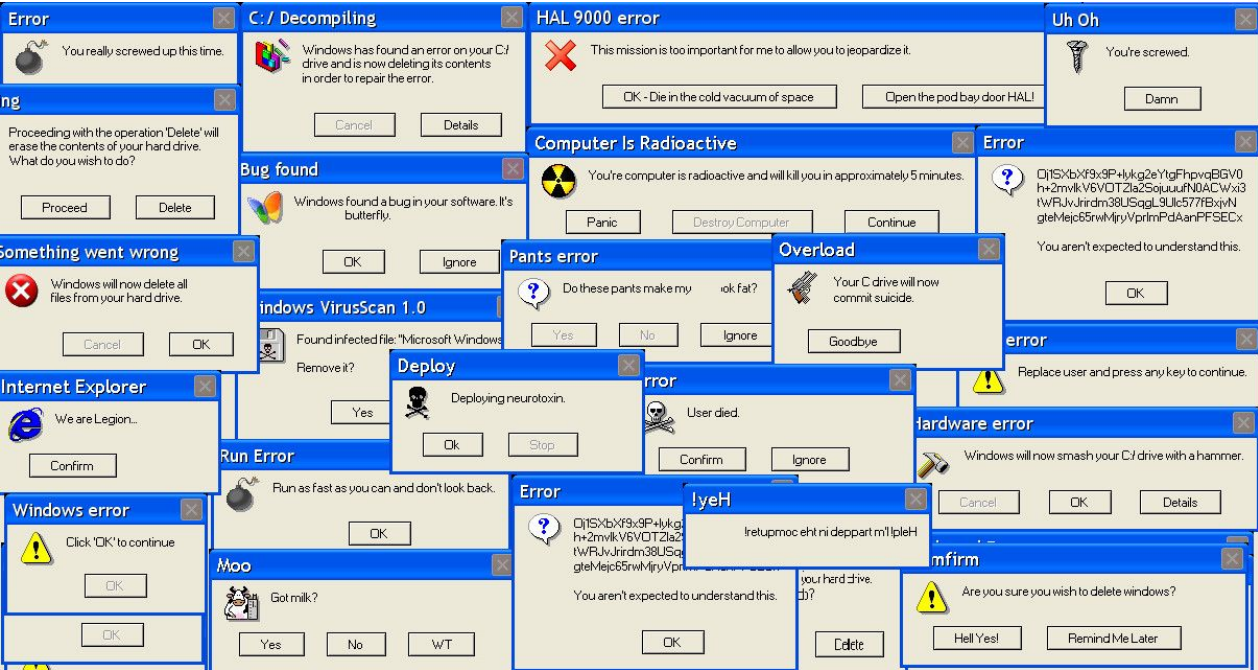 Error
You really screwed up this time.
C:/ Decompiling
Windows has found an error on your C:/
drive and is now deleting its contents
in order to repair the error.
Cancel
Details
HAL 9000 error
This mission is too important for me to allow you to jeopardize it.
OK - Die in the cold vacuum of space
Open the pod bay door HAL!
Uh Oh
You're screwed.
Damn
ng
Proceeding with the operation 'Delete' will
erase the contents of your hard drive.
What do you wish to do?
Proceed
Delete
Bug found
Windows found a bug in your software. It's
butterfly.
OK
Ignore
Computer Is Radioactive
You're computer is radioactive and will kill you in approximately 5 minutes.
Panic
Destroy Computer
Continue
Error
Oj1SXbXf9x9P+lykg2eYtgFhpvqBGV0
h+2mvlkV6VOTZla2SojuuufN0ACWxi3
tWRJvJrirdm38USqgL9Ulc577fBxjvN
gteMejc65rwMjryVprlmPdAanPFSECx
You aren't expected to understand this.
OK
Something went wrong
Windows will now delete all
files from your hard drive.
Cancel
OK
indows VirusScan 1.0
Found infected file: "Microsoft Windows
Remove it?
Yes
Pants error
Do these pants make my ok fat?
Yes
No
Ignore
Overload
Your C drive will now
commit suicide.
Goodbye
error
Replace user and press any key to continue.
Internet Explorer
We are Legion...
Confirm
Deploy
Deploying neurotoxin.
Ok
Stop
rror
User died.
Confirm
Ignore
Hardware error
Windows will now smash your C:/ drive with a hammer.
Cancel
OK
Details
Run Error
Run as fast as you can and don't look back.
OK
Windows error
Click 'OK' to continue
OK
OK
Moo
Got milk?
Yes
No
WT
Error
Oj1SXbXf9x9P+lykg
h+2mvlkV6VOTZla2S
tWRJvJrirdm38USqg
gteMejc65rwMjryVprl
You aren't expected to understand this.
OK
!yeH
!retupmoc eht ni deppart m'I !pleH
your hard drive.
Delete
mfirm
Are you sure you wish to delete windows?
Hell Yes!
Remind Me Later